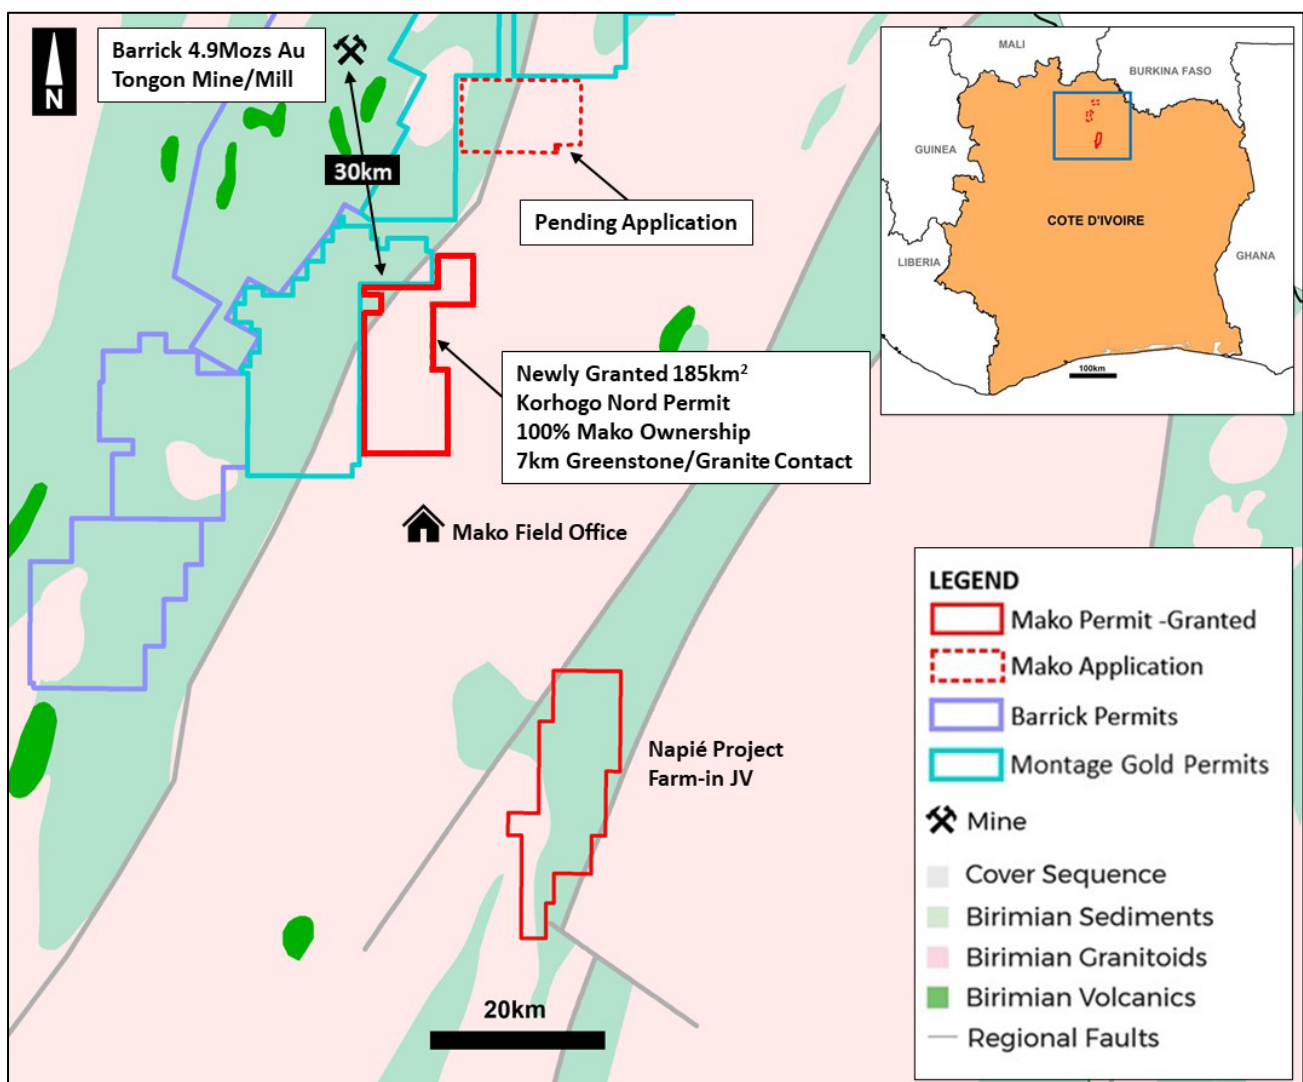 N
Barrick 4.9Mozs Au
Tongon Mine/Mill
30km
Pending Application
Newly Granted 185km²
Korhogo Nord Permit
100% Mako Ownership
7km Greenstone/Granite Contact
Mako Field Office
Napié Project
Farm-in JV
20km
MALI
BURKINA FASO
GUINEA
COTE D'IVOIRE
LIBERIA
GHANA
100km
LEGEND
Mako Permit -Granted
Mako Application
Barrick Permits
Montage Gold Permits
Mine
Cover Sequence
Birimian Sediments
Birimian Granitoids
Birimian Volcanics
Regional Faults